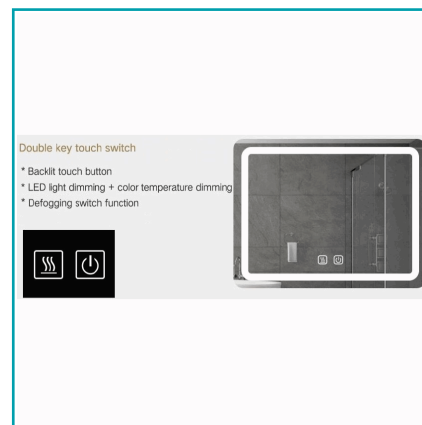 Double key touch switch
* Backlit touch button
* LED light dimming + color temperature dimming
* Defogging switch function